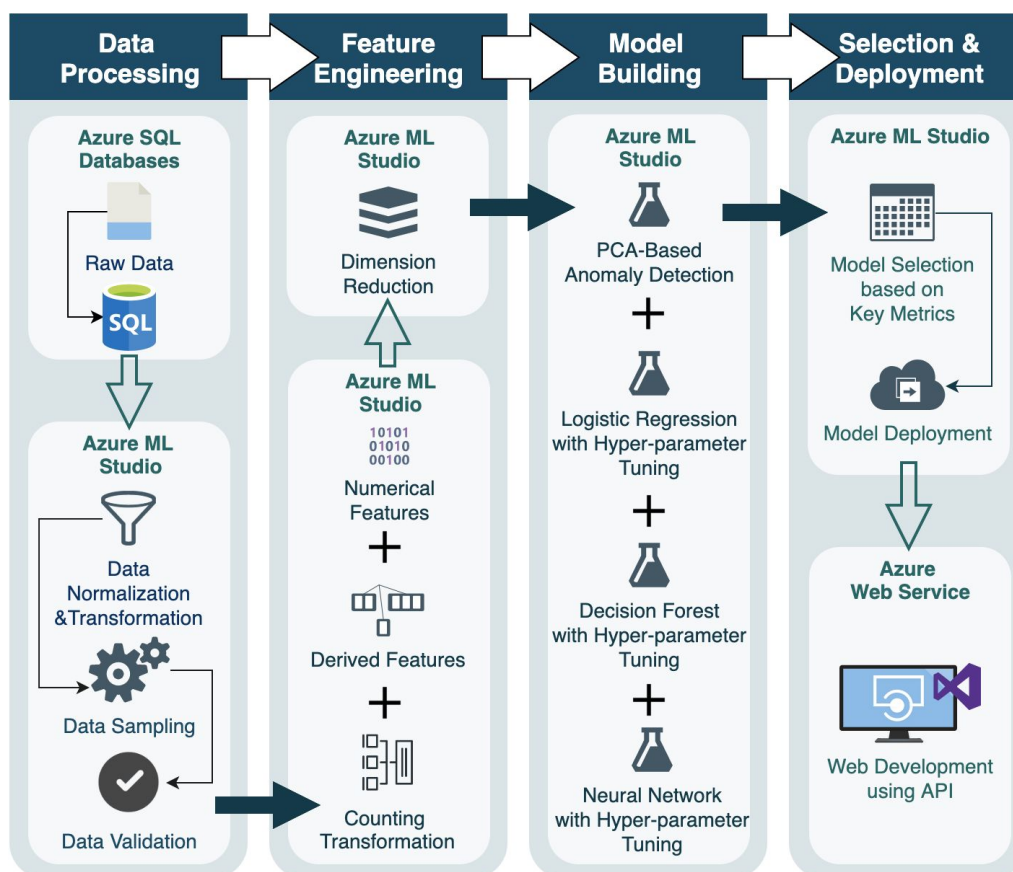 Data
Processing
Feature
Engineering
Model
Building
Selection &
Deployment
Azure SQL
Databases
Raw Data
SQL
Azure ML
Studio
Data
Normalization
&Transformation
Data Sampling
Data Validation
Azure ML
Studio
Dimension
Reduction
Azure ML
Studio
10101
01010
00100
Numerical
Features
+
Derived Features
+
Counting
Transformation
Azure ML
Studio
PCA-Based
Anomaly Detection
+
Logistic Regression
with Hyper-parameter
Tuning
+
Decision Forest
with Hyper-parameter
Tuning
+
Neural Network
with Hyper-parameter
Tuning
Azure ML Studio
Model Selection
based on
Key Metrics
Model Deployment
Azure
Web Service
Web Development
using API